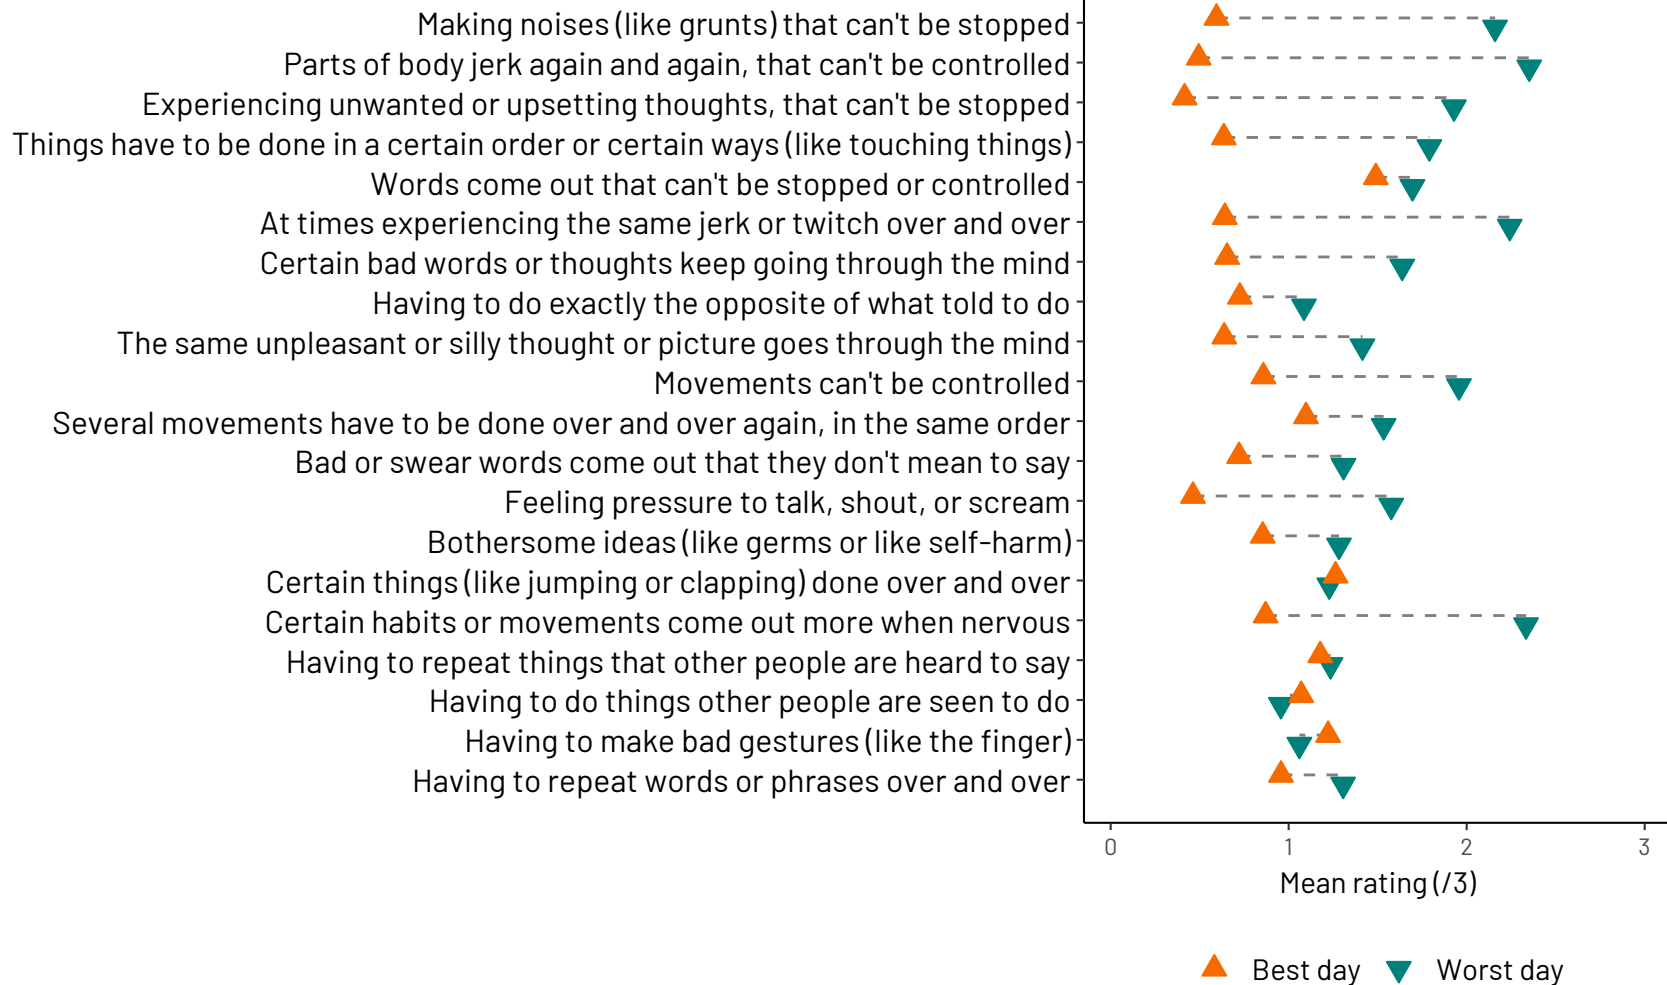 Making noises (like grunts) that can't be stopped
Parts of body jerk again and again, that can't be controlled
Experiencing unwanted or upsetting thoughts, that can't be stopped
Things have to be done in a certain order or certain ways (like touching things)
Words come out that can't be stopped or controlled
At times experiencing the same jerk or twitch over and over
Certain bad words or thoughts keep going through the mind
Having to do exactly the opposite of what told to do
The same unpleasant or silly thought or picture goes through the mind
Movements can't be controlled
Several movements have to be done over and over again, in the same order
Bad or swear words come out that they don't mean to say
Feeling pressure to talk, shout, or scream
Bothersome ideas (like germs or like self-harm)
Certain things (like jumping or clapping) done over and over
Certain habits or movements come out more when nervous
Having to repeat things that other people are heard to say
Having to do things other people are seen to do
Having to make bad gestures (like the finger)
Having to repeat words or phrases over and over
0 1 2 3
Mean rating (/3)
Best day Worst day